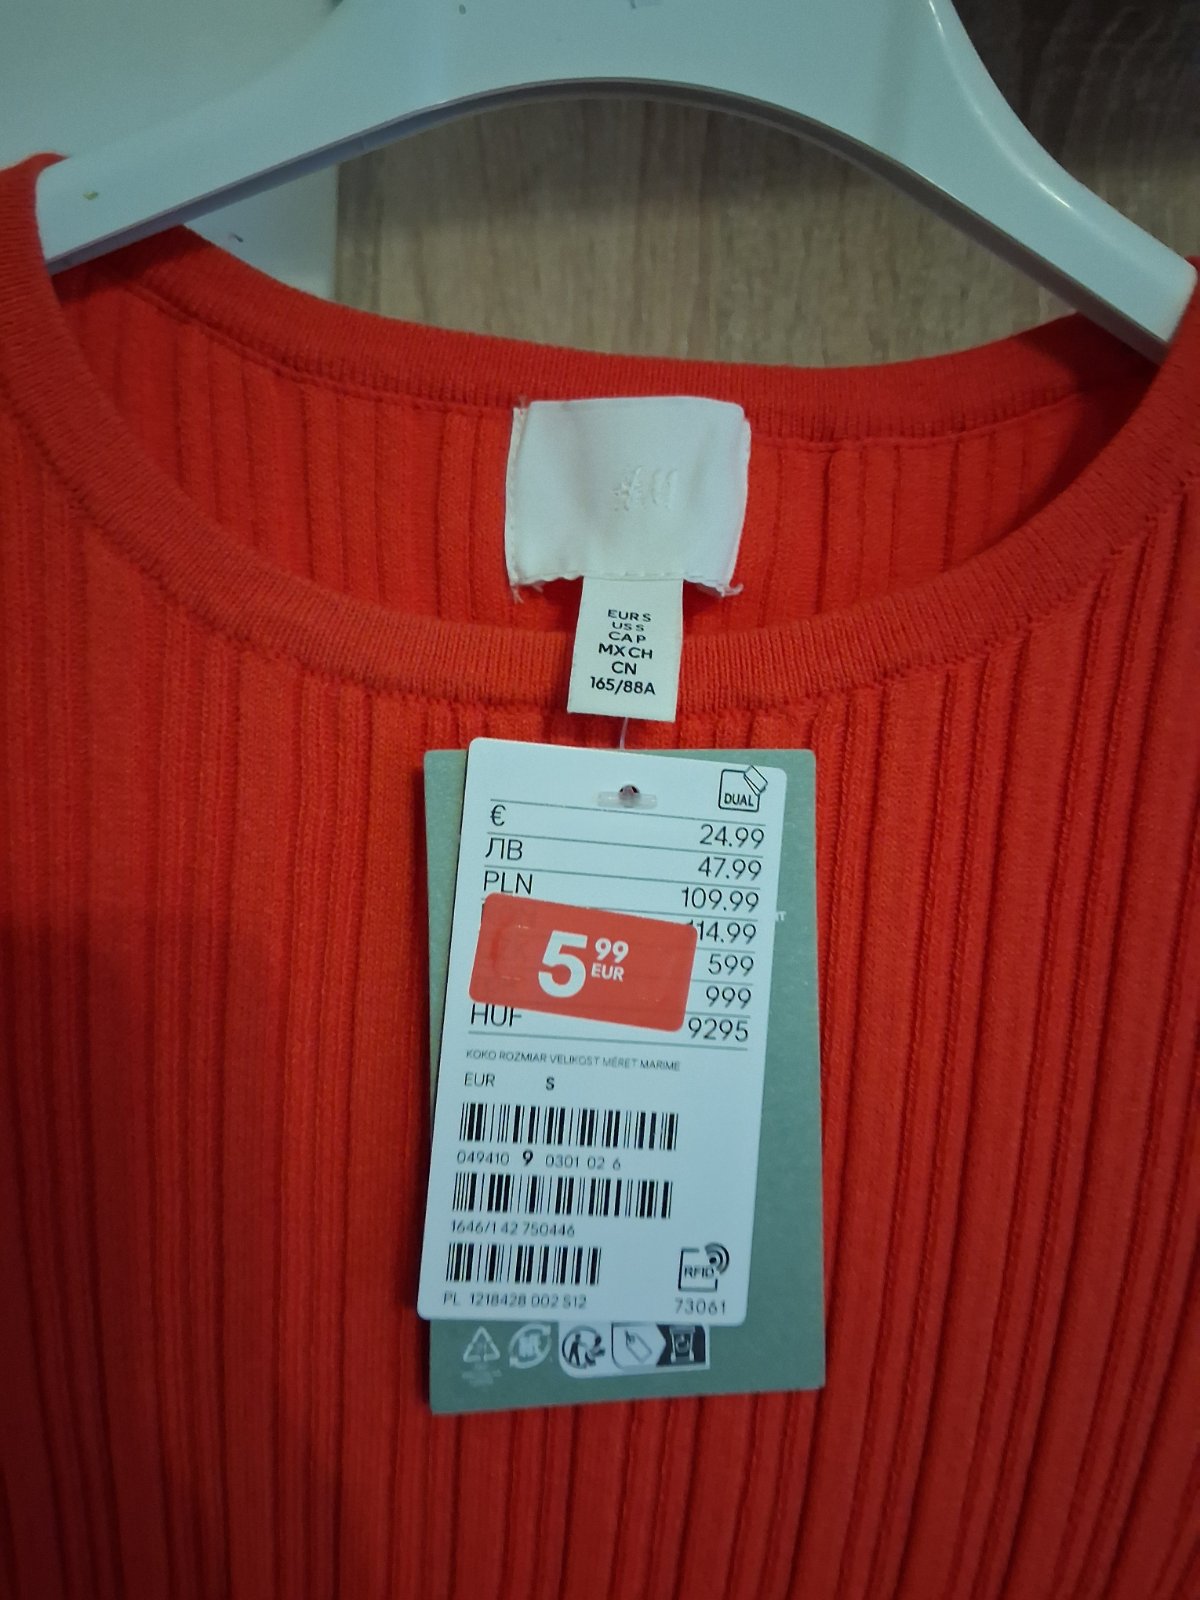 H&M
EUR S
US S
CA P
MX CH
CN
165/88A
DUAL
€ 24.99
ЛВ 47.99
PLN 109.99
114.99
599
999
HUF 9295
5 99 EUR
KOKO ROZMIAR VELIKOST MÉRET MARIME
EUR S
049410 9 0301 02 6
1646/1 42 750446
PL 1218428 002 S12
RFID
73061